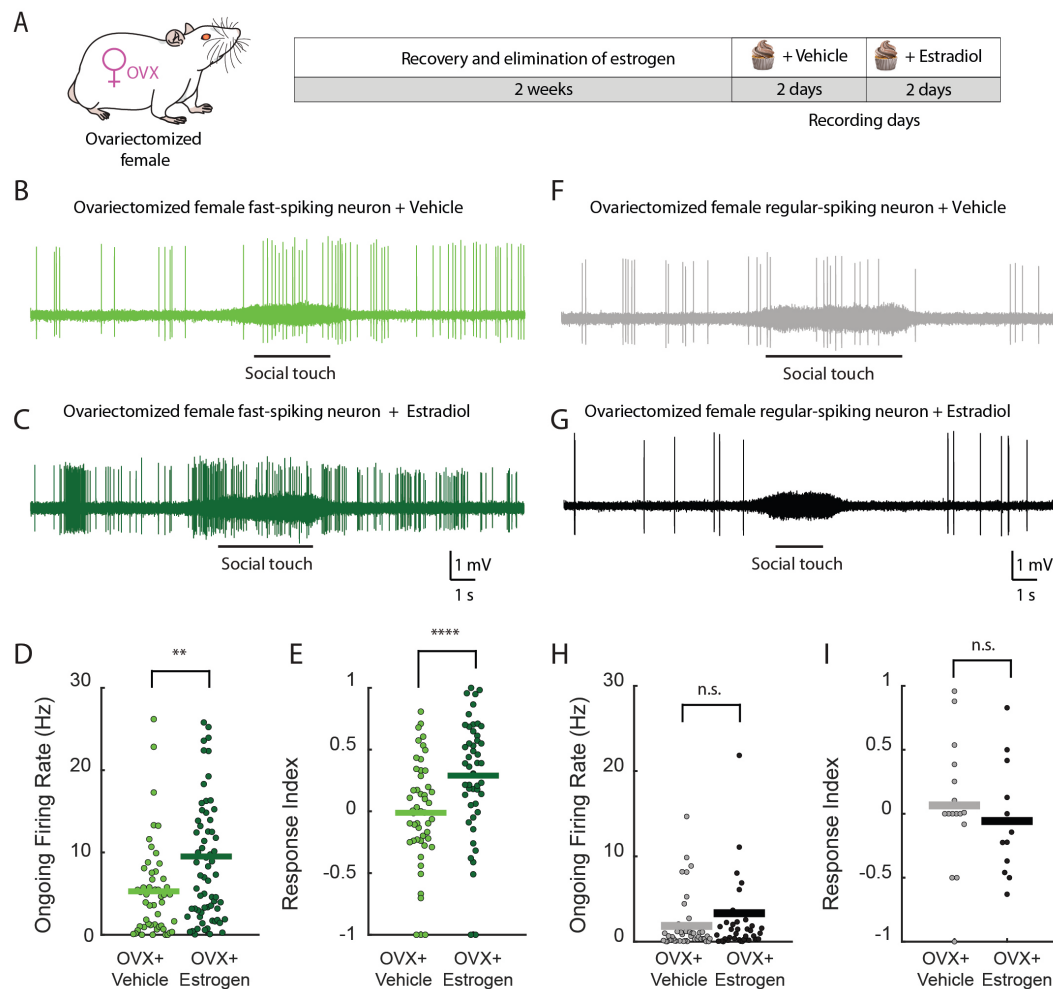 A
OVX
Ovariectomized
female
Recovery and elimination of estrogen
+ Vehicle
+ Estradiol
2 weeks
2 days
2 days
Recording days
B
Ovariectomized female fast-spiking neuron + Vehicle
Social touch
C
Ovariectomized female fast-spiking neuron + Estradiol
Social touch
1 mV
1 s
F
Ovariectomized female regular-spiking neuron + Vehicle
Social touch
G
Ovariectomized female regular-spiking neuron + Estradiol
Social touch
1 mV
1 s
D
**
Ongoing Firing Rate (Hz)
30
20
10
0
OVX+
Vehicle
OVX+
Estrogen
E
****
Response Index
1
0.5
0
-0.5
-1
OVX+
Vehicle
OVX+
Estrogen
H
n.s.
Ongoing Firing Rate (Hz)
30
20
10
0
OVX+
Vehicle
OVX+
Estrogen
I
n.s.
Response Index
1
0.5
0
-0.5
-1
OVX+
Vehicle
OVX+
Estrogen